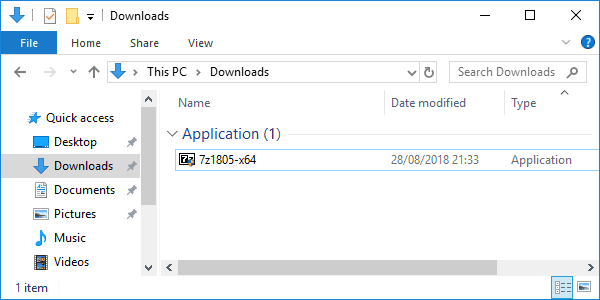 Downloads
File Home Share View
This PC Downloads Search Downloads
Name Date modified Type
Quick access
Desktop
Downloads
Documents
Pictures
Music
Videos
Application (1)
7z1805-x64 28/08/2018 21:33 Application
1 item